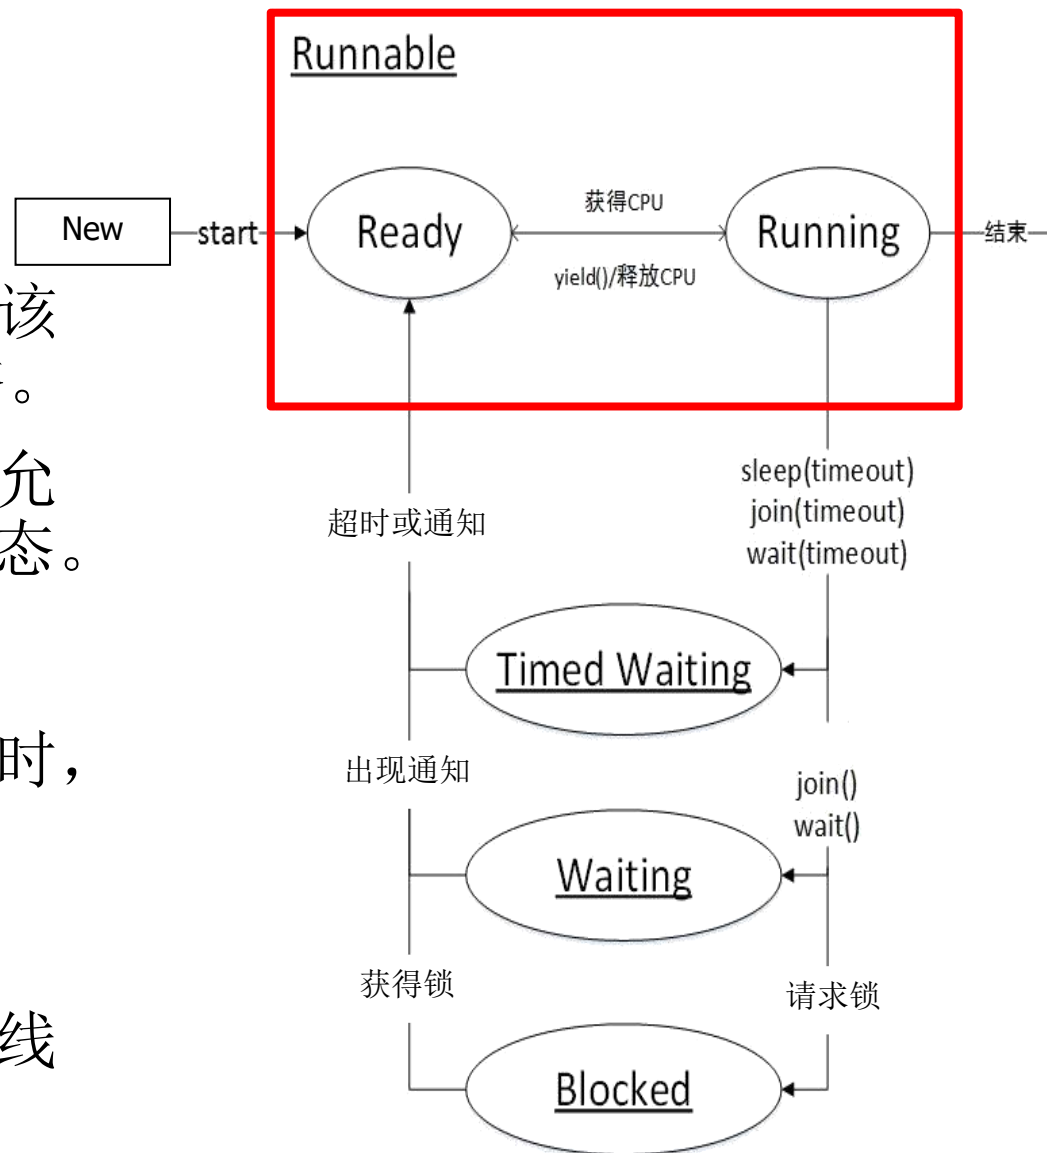 Runnable
New
start
Ready
获得CPU
yield()/释放CPU
Running
结束
该
。
允
态。
时，
线
sleep(timeout)
join(timeout)
wait(timeout)
超时或通知
Timed Waiting
出现通知
join()
wait()
Waiting
获得锁
请求锁
Blocked